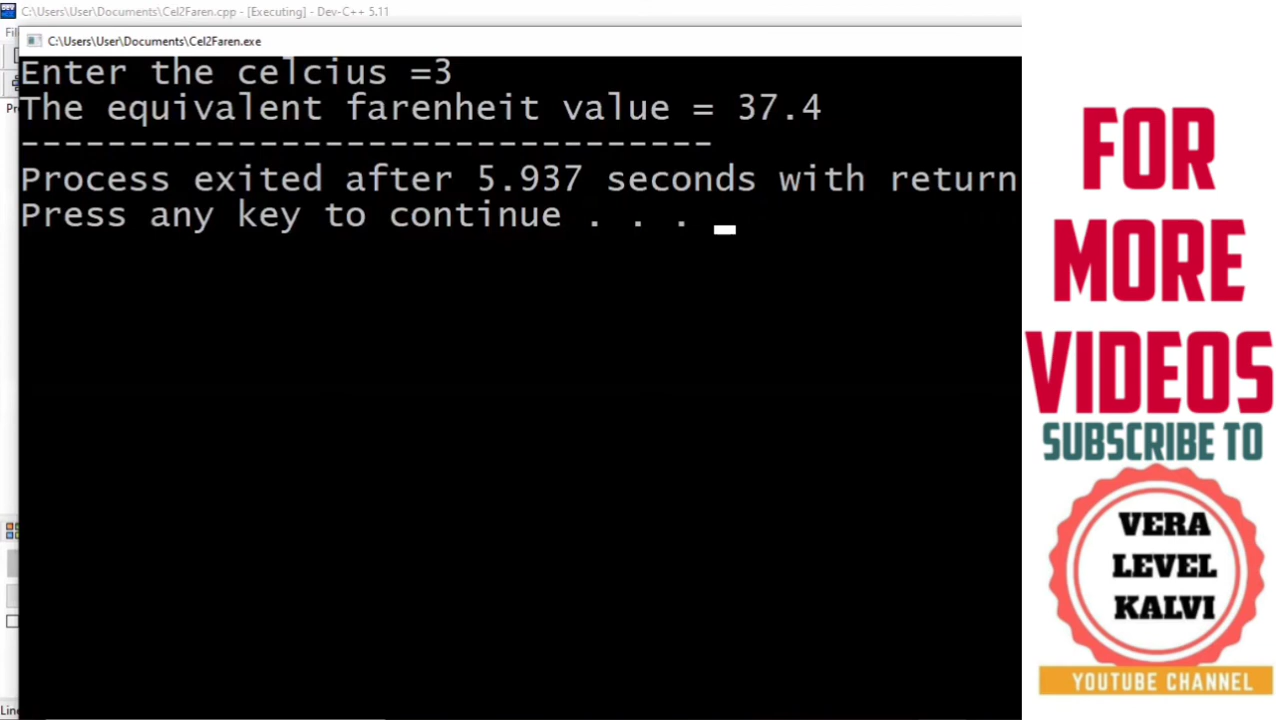 C:\Users\User\Documents\Cel2Faren.cpp - [Executing] - Dev-C++ 5.11
C:\Users\User\Documents\Cel2Faren.exe
Enter the celcius =3
The equivalent farenheit value = 37.4
--------------------------------
Process exited after 5.937 seconds with return
Press any key to continue . . .
FOR
MORE
VIDEOS
SUBSCRIBE TO
VERA
LEVEL
KALVI
YOUTUBE CHANNEL